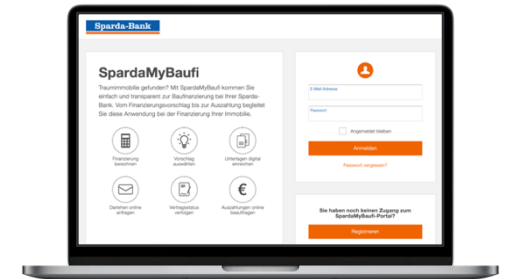 Sparda-Bank
SpardaMyBaufi
Traumimmobilie gefunden? Mit SpardaMyBaufi kommen Sie
einfach und transparent zur Baufinanzierung bei Ihrer Sparda-
Bank. Vom Finanzierungsvorschlag bis zur Auszahlung begleitet
Sie diese Anwendung bei der Finanzierung Ihrer Immobilie.
Finanzierung
berechnen
Vorschlag
auswählen
Unterlagen digital
einreichen
Darlehen online
anfragen
Vertragsstatus
verfolgen
Auszahlungen online
beauftragen
E-Mail Adresse
Passwort
Angemeldet bleiben
Anmelden
Passwort vergessen?
Sie haben noch keinen Zugang zum
SpardaMyBaufi-Portal?
Registrieren